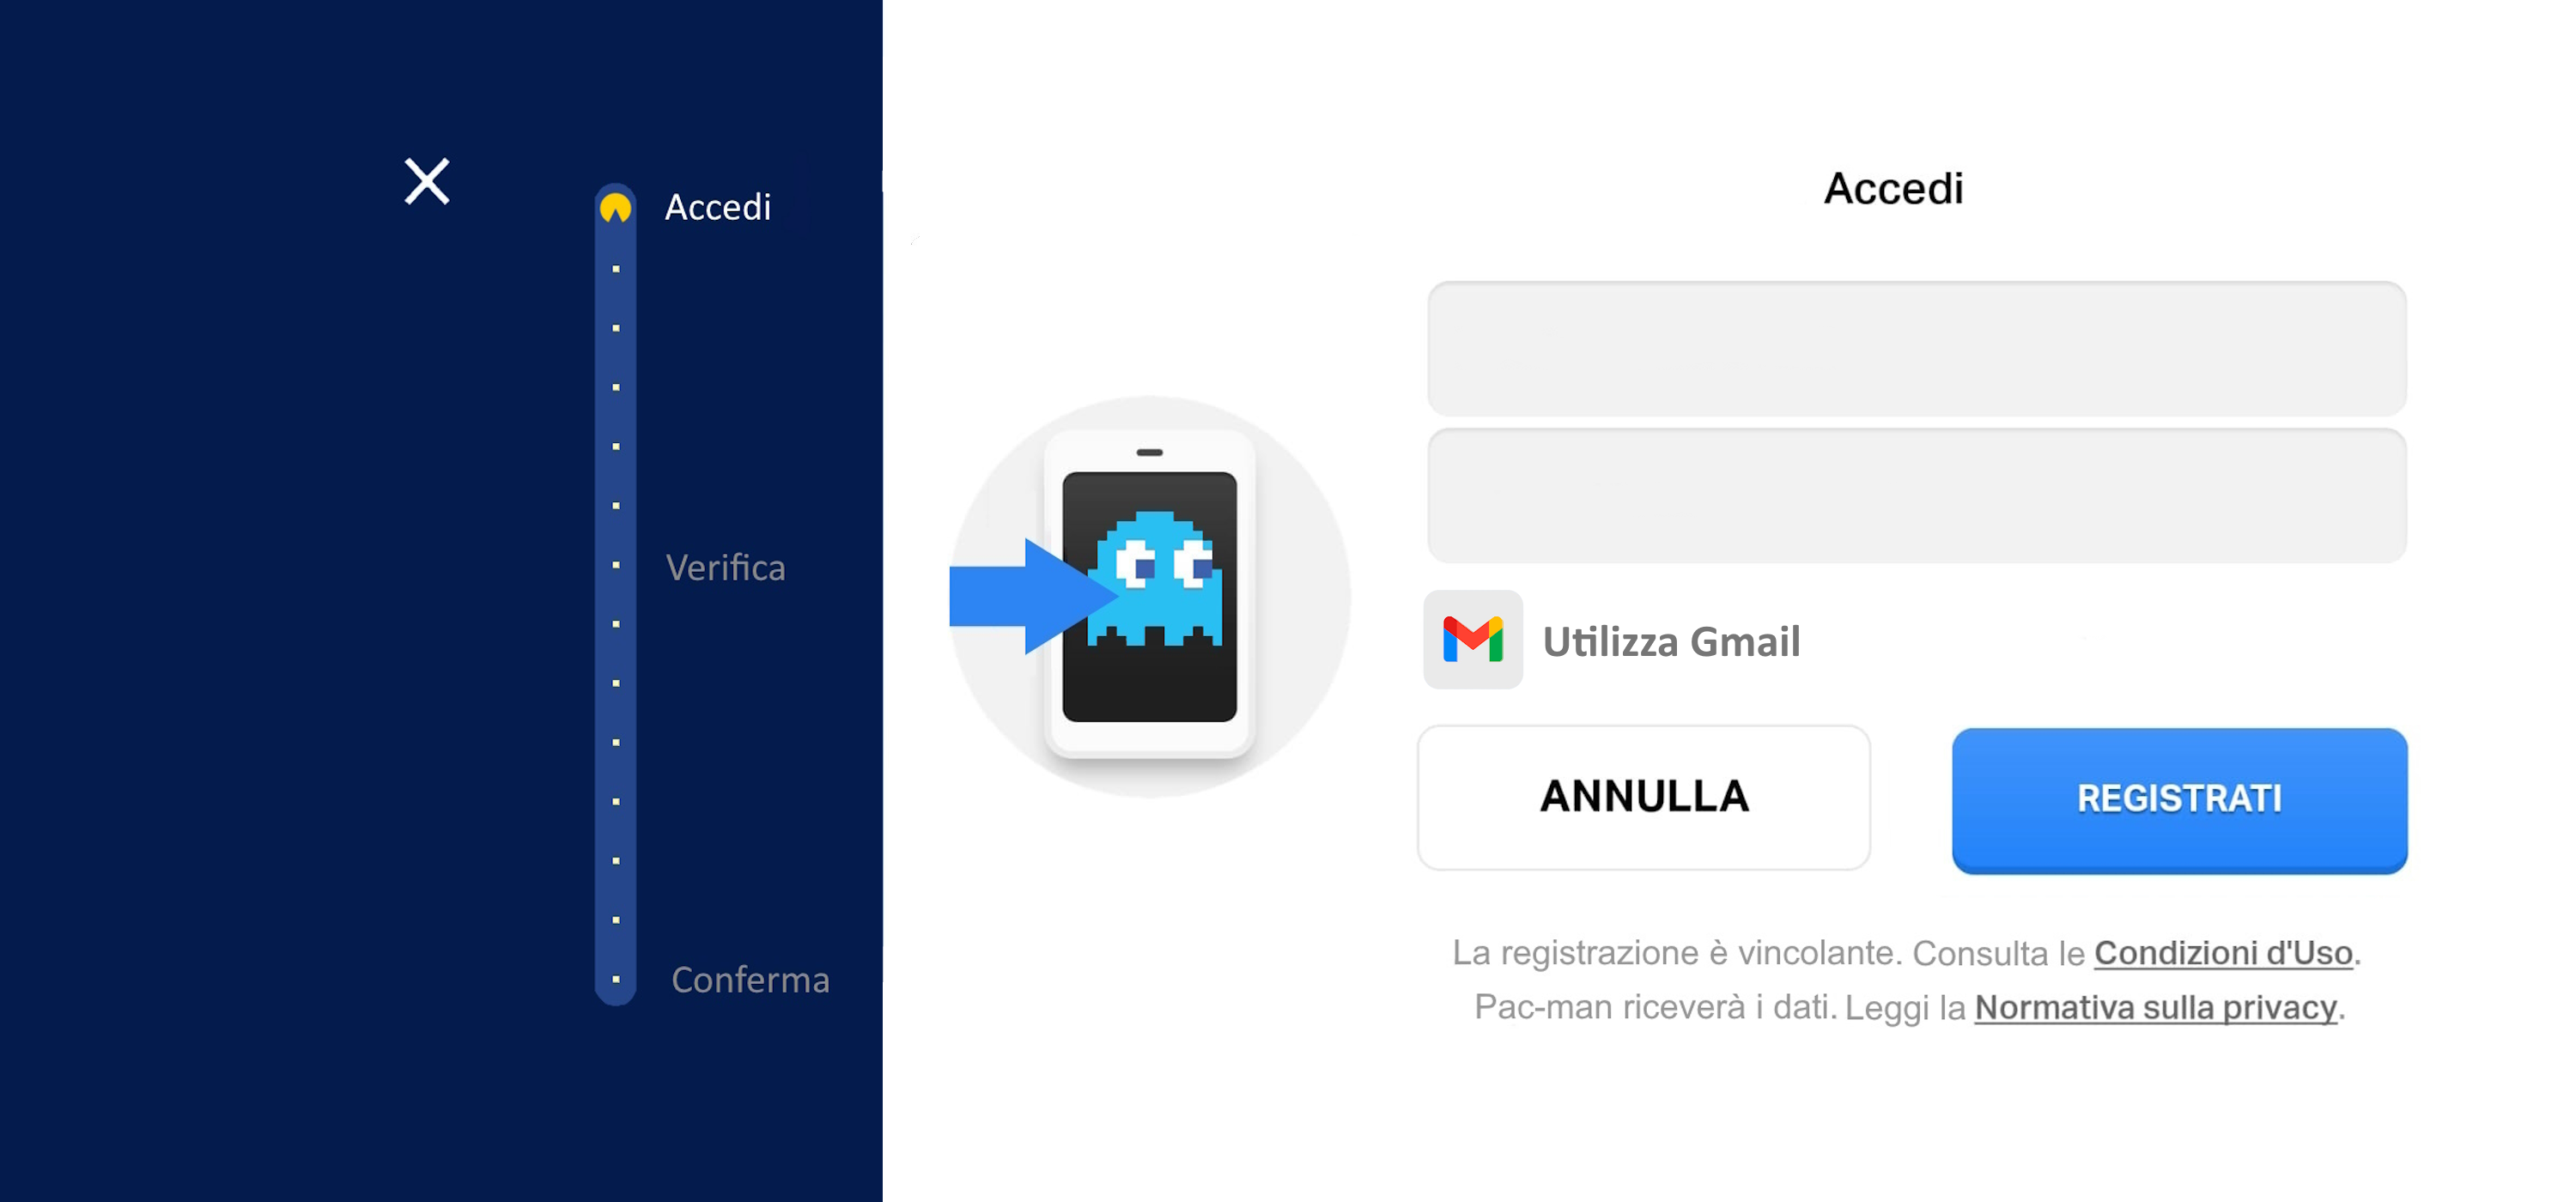 Accedi
Verifica
Conferma
Accedi
Utilizza Gmail
ANNULLA
REGISTRATI
La registrazione è vincolante. Consulta le Condizioni d'Uso.
Pac-man riceverà i dati. Leggi la Normativa sulla privacy.